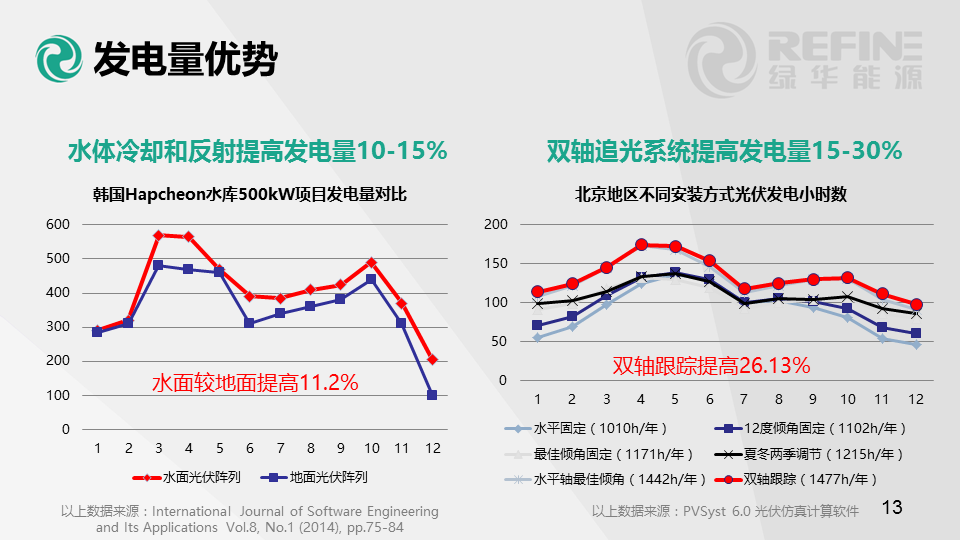 发电量优势
REFINE
绿华能源
水体冷却和反射提高发电量10-15%
韩国Hapcheon水库500kW项目发电量对比
600
500
400
300
200
100
0
1 2 3 4 5 6 7 8 9 10 11 12
水面较地面提高11.2%
水面光伏阵列 地面光伏阵列
以上数据来源：International Journal of Software Engineering
and Its Applications Vol.8, No.1 (2014), pp.75-84
双轴追光系统提高发电量15-30%
北京地区不同安装方式光伏发电小时数
200
150
100
50
0
1 2 3 4 5 6 7 8 9 10 11 12
双轴跟踪提高26.13%
水平固定（1010h/年） 12度倾角固定（1102h/年）
最佳倾角固定（1171h/年） 夏冬两季调节（1215h/年）
水平轴最佳倾角（1442h/年） 双轴跟踪（1477h/年）
以上数据来源：PVSyst 6.0 光伏仿真计算软件
13